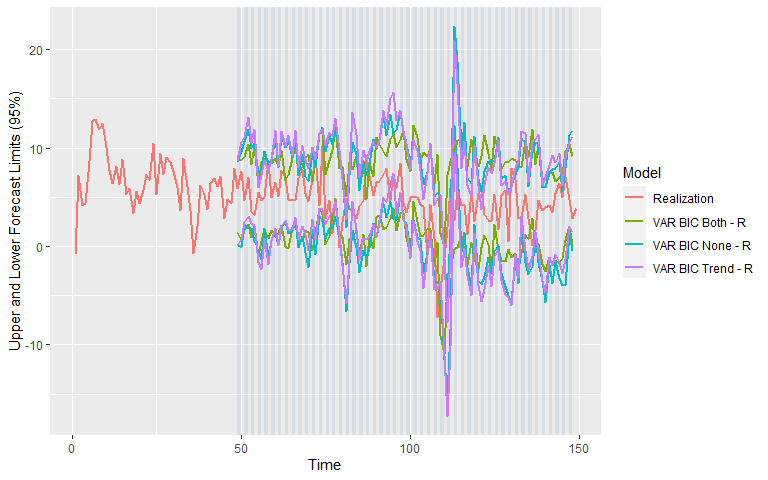 Upper and Lower Forecast Limits (95%)
20
10
0
-10
0
50
100
150
Time
Model
Realization
VAR BIC Both - R
VAR BIC None - R
VAR BIC Trend - R